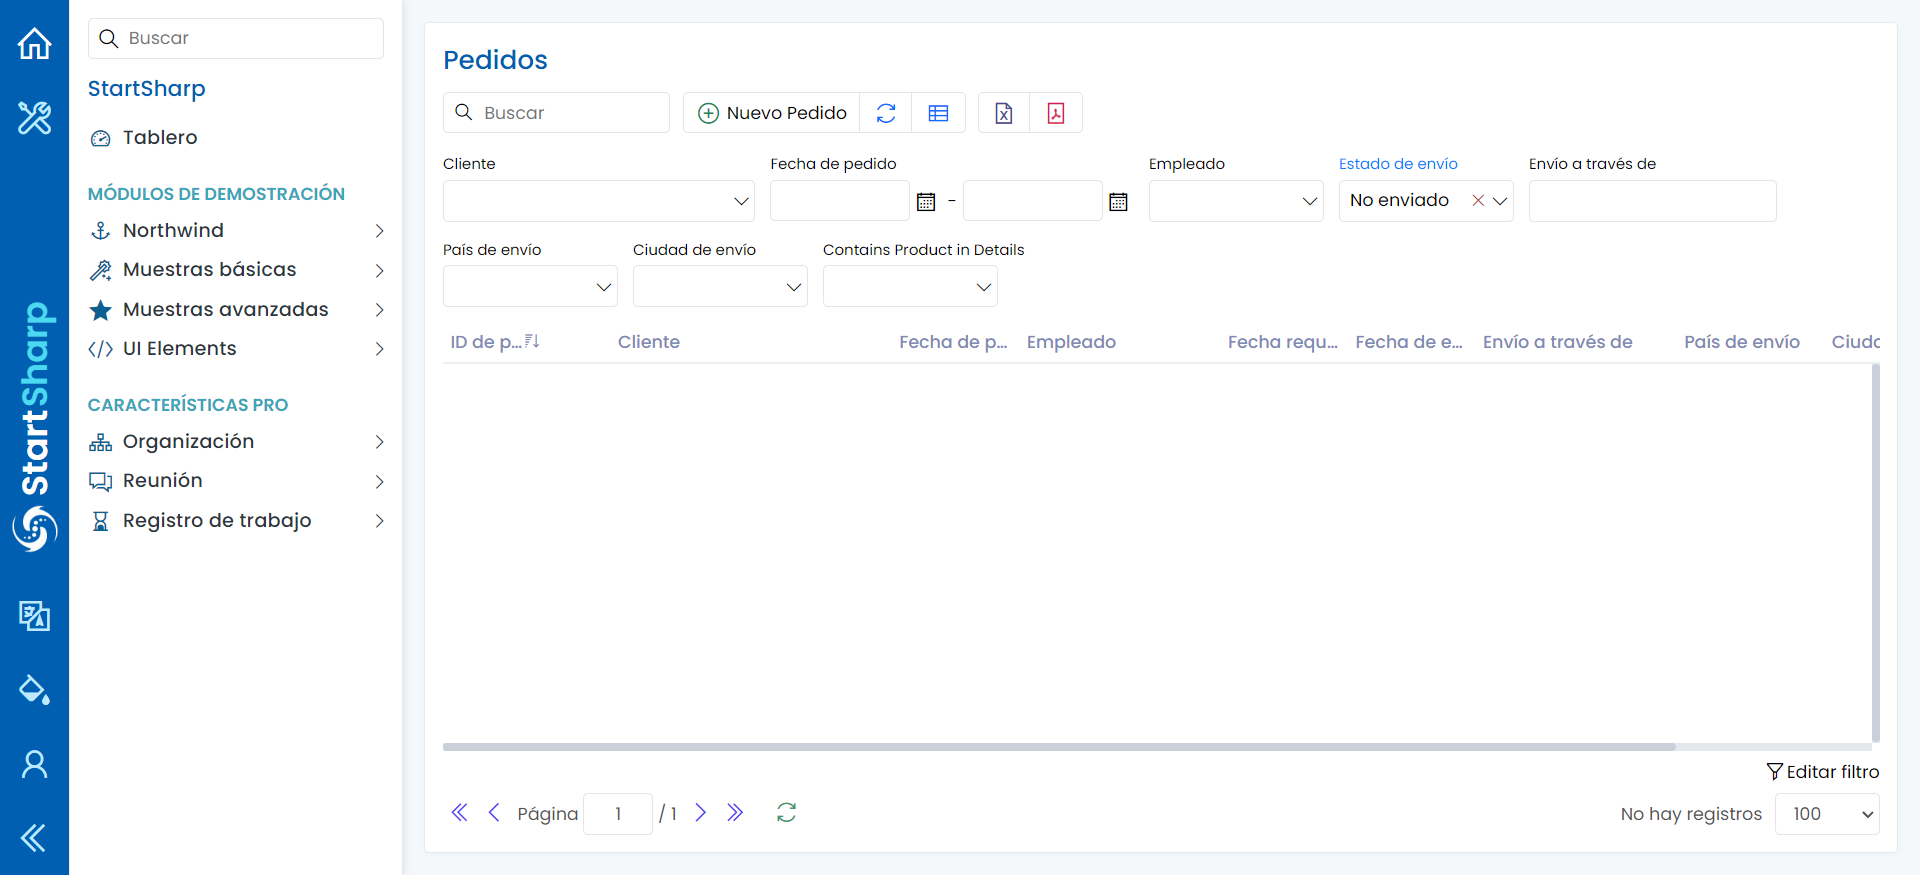 Buscar
StartSharp
Tablero
MÓDULOS DE DEMOSTRACIÓN
Northwind
Muestras básicas
Muestras avanzadas
UI Elements
CARACTERÍSTICAS PRO
Organización
Reunión
Registro de trabajo
StartSharp
Pedidos
Buscar
Nuevo Pedido
Cliente
Fecha de pedido
Empleado
Estado de envío
Envío a través de
-
No enviado
País de envío
Ciudad de envío
Contains Product in Details
ID de p... Cliente Fecha de p... Empleado Fecha requ... Fecha de e... Envío a través de País de envío Ciudc
Editar filtro
Página 1 / 1
No hay registros 100